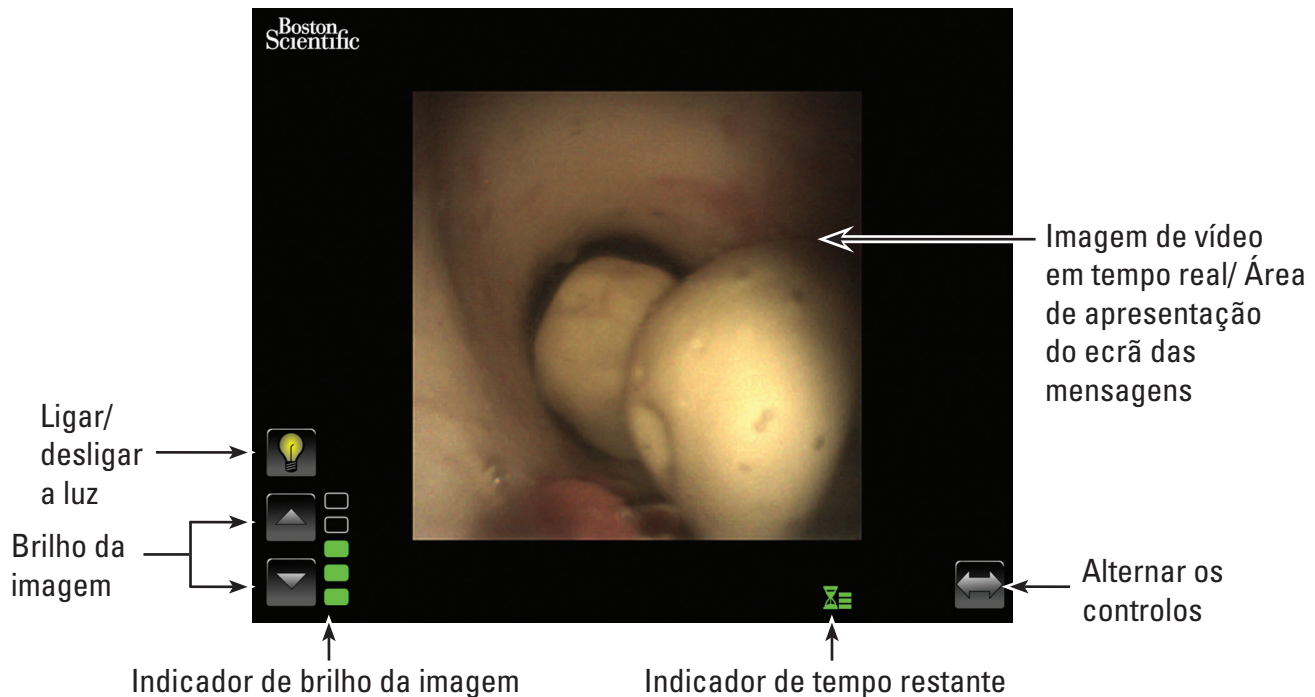 Boston
Scientific
Imagem de vídeo
em tempo real/ Área
de apresentação
do ecrã das
mensagens
Ligar/
desligar
a luz
Brilho da
imagem
Alternar os
controlos
Indicador de brilho da imagem
Indicador de tempo restante